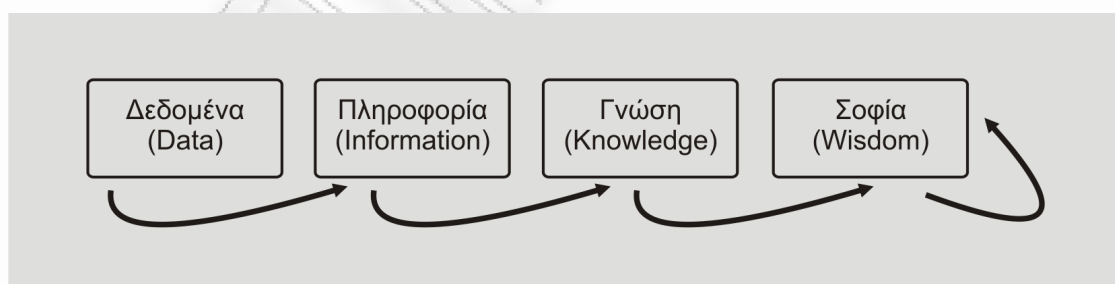 Δεδομένα
(Data)
Πληροφορία
(Information)
Γνώση
(Knowledge)
Σοφία
(Wisdom)